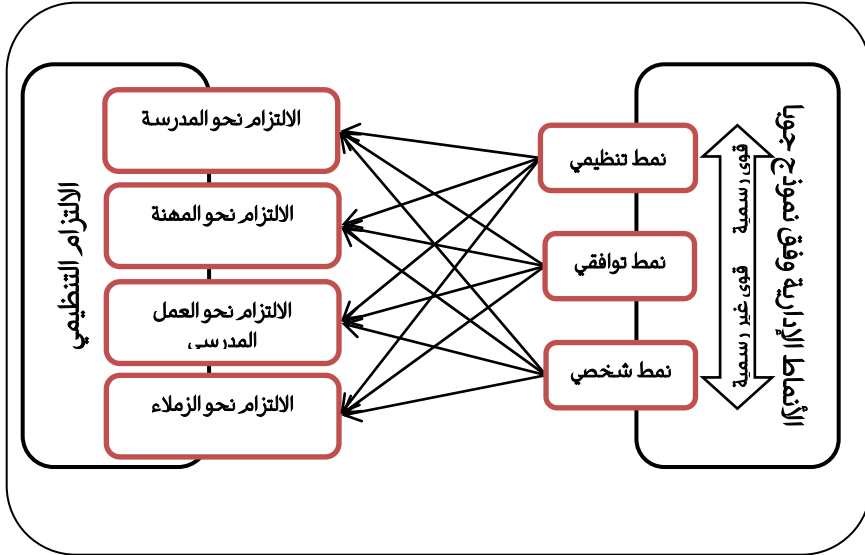 الأنماط الإدارية وفق نموذج جوبا
قوى رسمية
قوى غير رسمية
نمط تنظيمي
نمط توافقي
نمط شخصي
الالتزام نحو المدرسة
الالتزام نحو المهنة
الالتزام نحو العمل
المدرسي
الالتزام نحو الزملاء
الالتزام التنظيمي